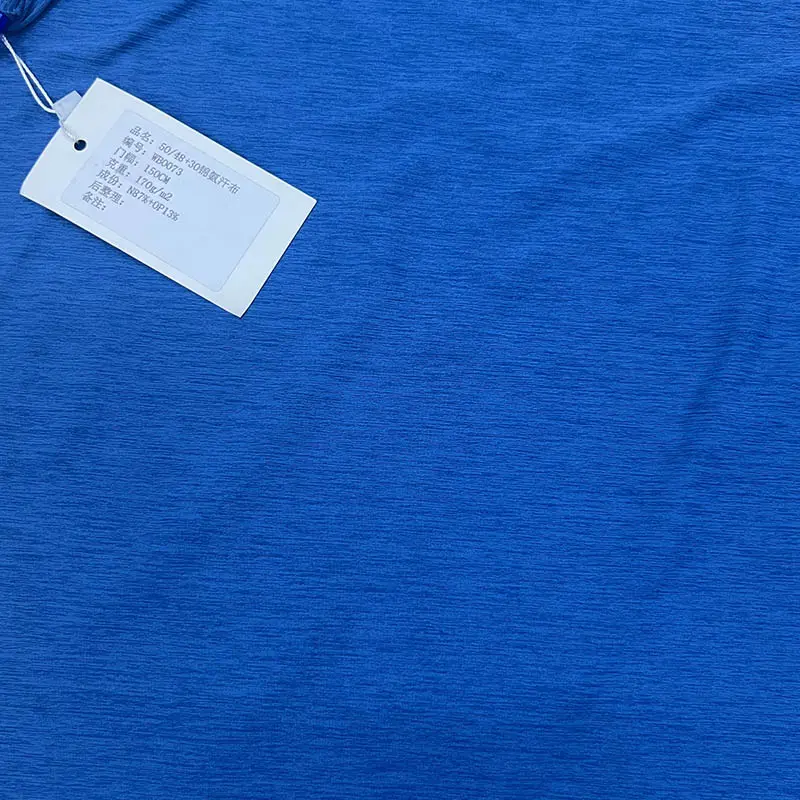 品名: 50/48+30锦氨汗布
编号: WB0073
门幅: 150CM
克重: 170g/m2
成份: N87%+OP13%
后整理:
备注: